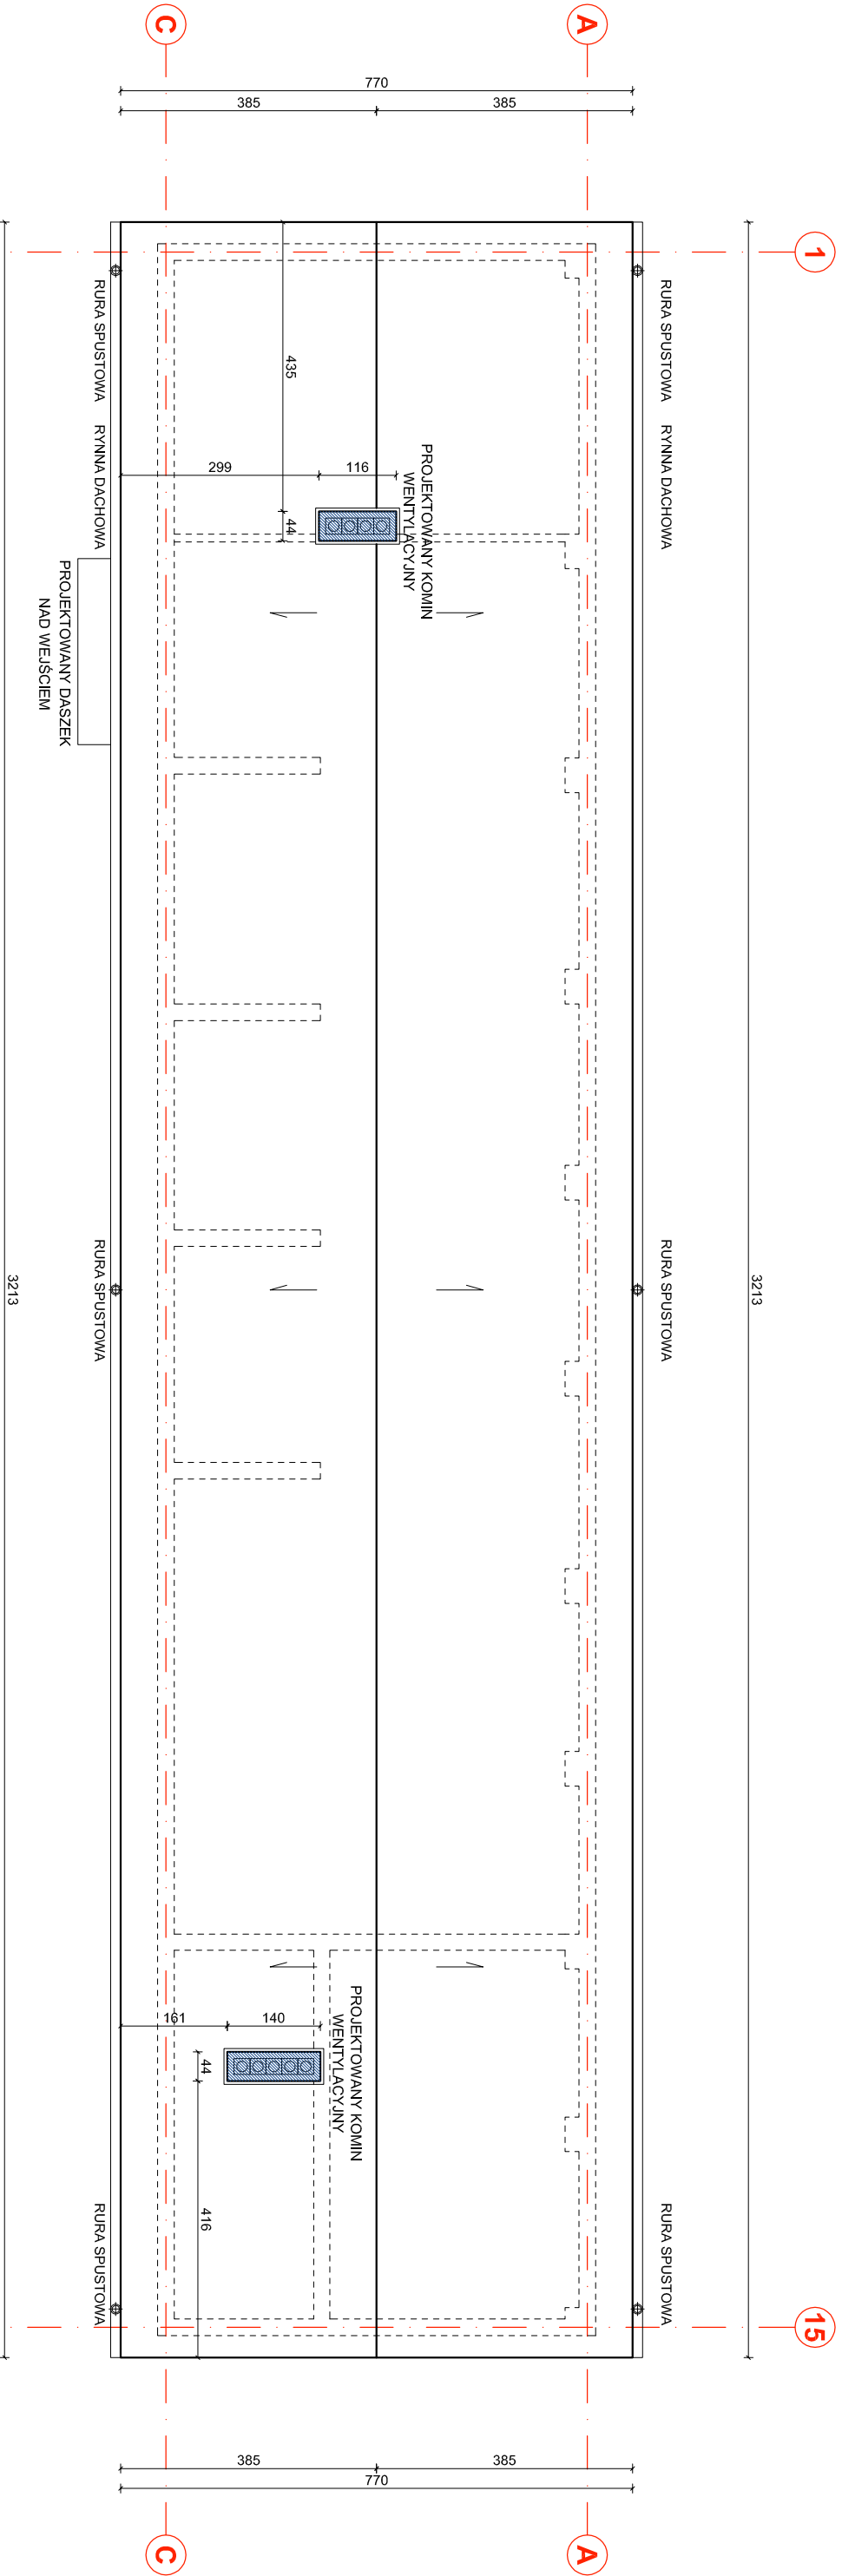 C
A
770
385
385
1
3213
3213
RURA SPUSTOWA
RYNNA DACHOWA
RURA SPUSTOWA
RYNNA DACHOWA
435
299
116
44
PROJEKTOWANY KOMIN
WENTYLACYJNY
PROJEKTOWANY DASZEK
NAD WEJŚCIEM
RURA SPUSTOWA
RURA SPUSTOWA
PROJEKTOWANY KOMIN
WENTYLACYJNY
161
140
44
416
RURA SPUSTOWA
RURA SPUSTOWA
15
385
385
770
C
A